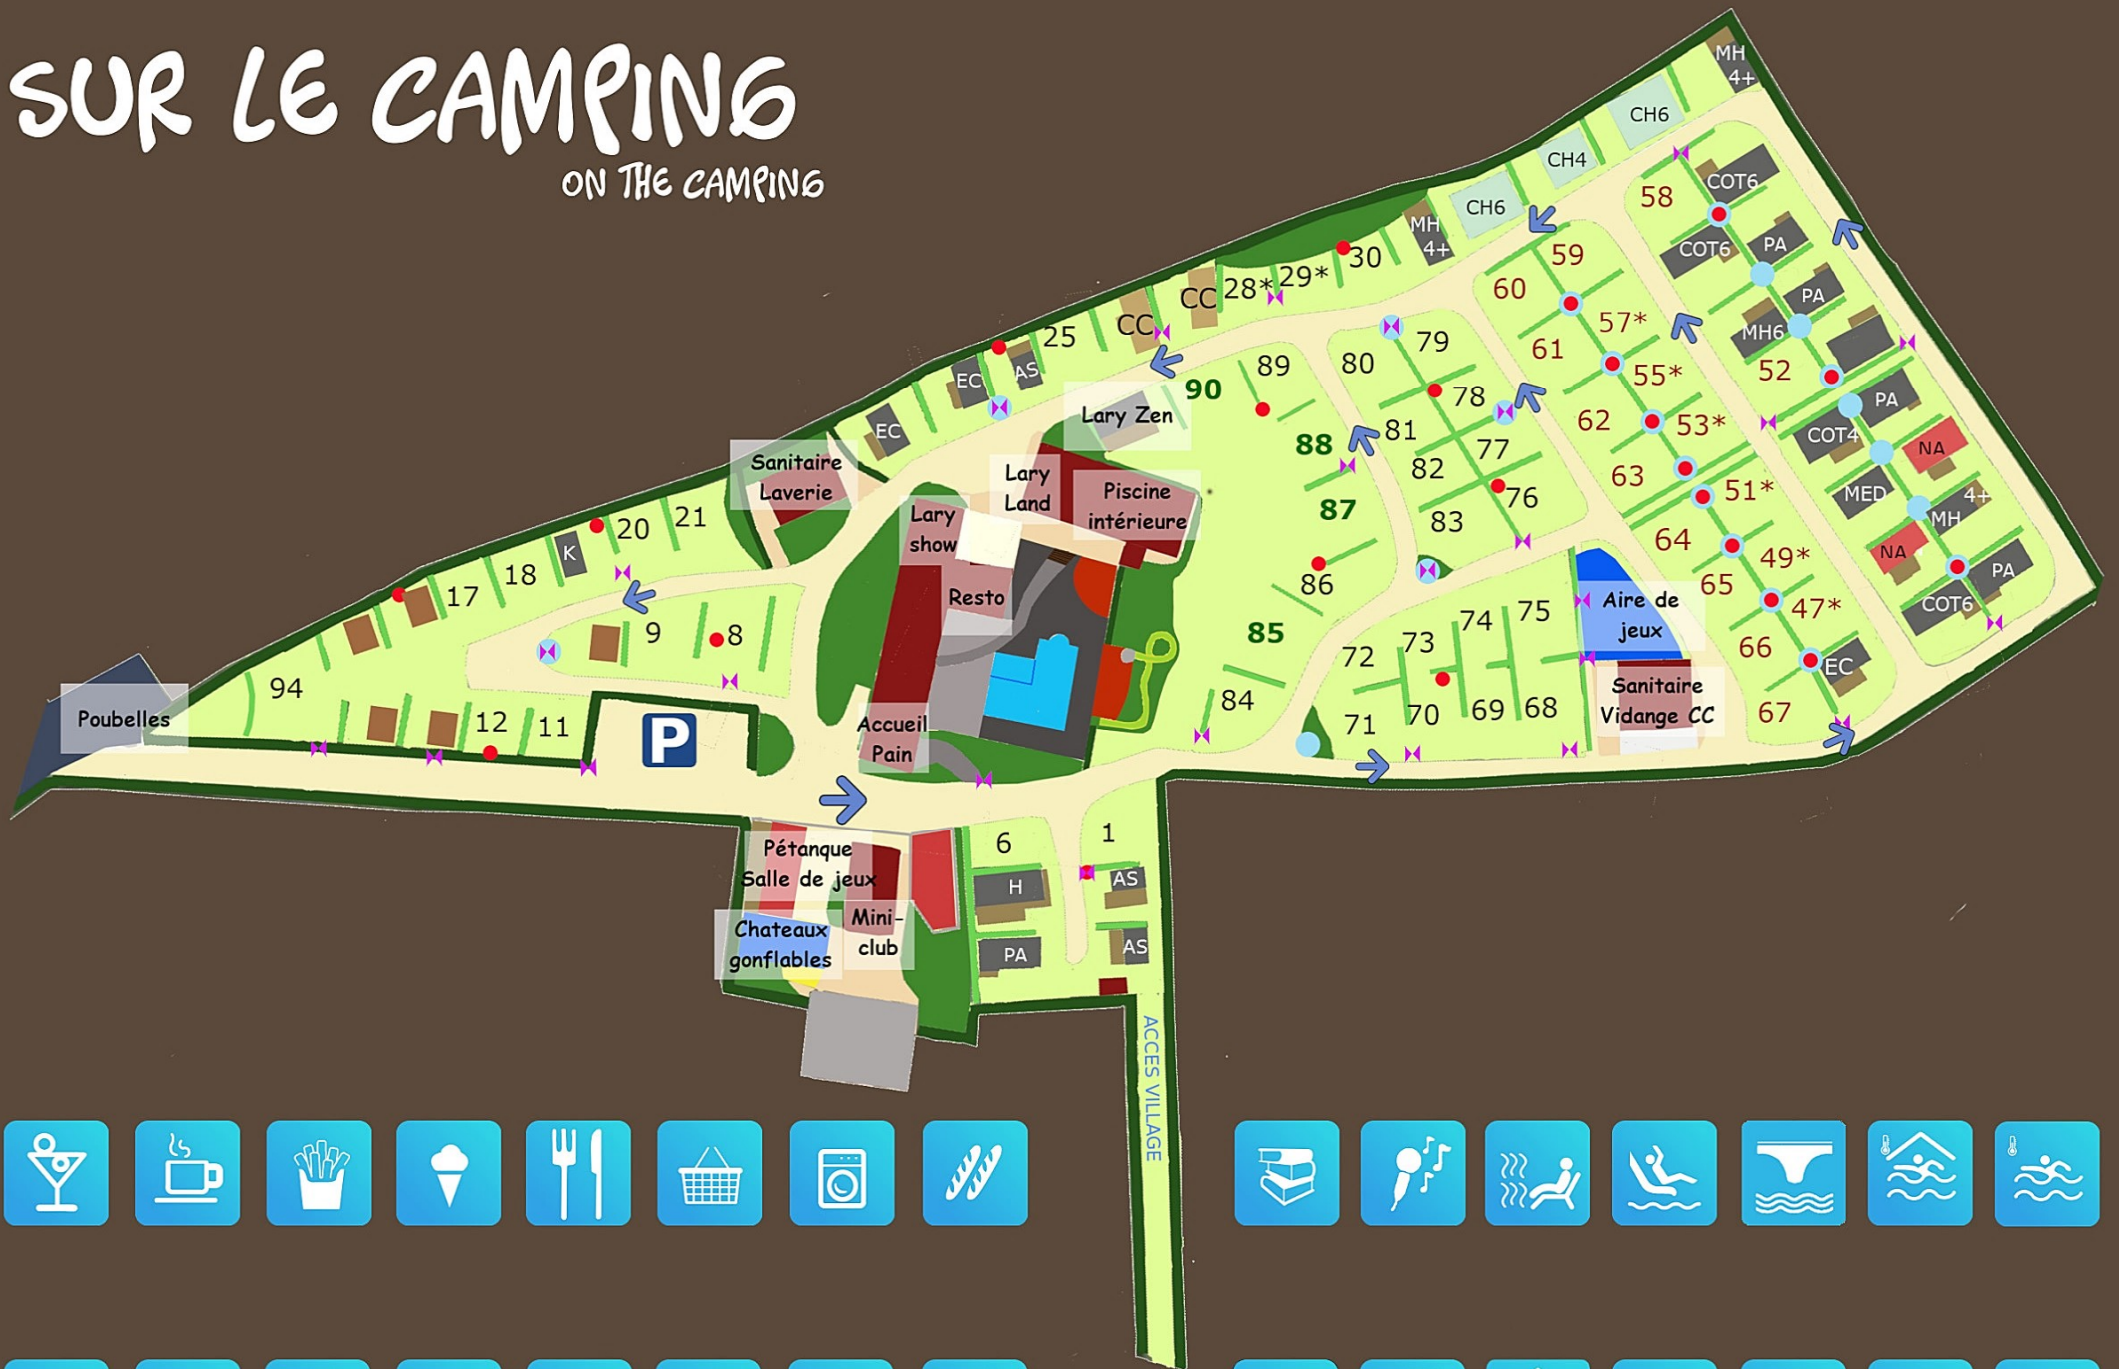 SUR LE CAMPING
ON THE CAMPING
MH
4+
CH6
CH4
CH6
MH
4+
30
29*
28*
CC
CC
25
AS
EC
EC
58
COT6
COT6
PA
PA
MH6
52
PA
COT4
NA
MED
4+
MH
NA
PA
COT6
59
60
57*
61
55*
62
53*
63
51*
64
49*
65
47*
66
EC
67
79
80
78
81
77
82
76
83
89
90
88
87
86
85
84
Lary Zen
Lary
Land
Piscine
intérieure
Lary
show
Resto
Accueil
Pain
Sanitaire
Laverie
21
20
K
18
17
9
8
94
12
11
P
Poubelles
75
74
73
72
71
70
69
68
Aire de
jeux
Sanitaire
Vidange CC
Pétanque
Salle de jeux
Mini-
club
Chateaux
gonflables
6
1
H
AS
PA
AS
ACCES VILLAGE